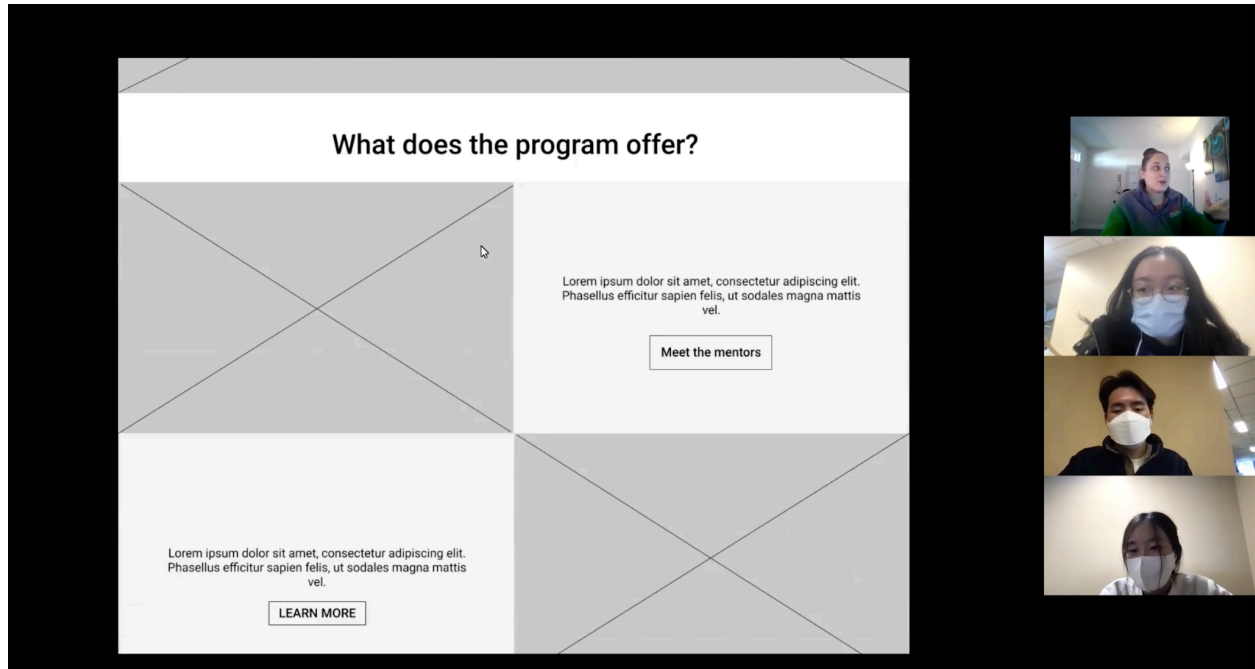 What does the program offer?
Lorem ipsum dolor sit amet, consectetur adipiscing elit.
Phasellus efficitur sapien felis, ut sodales magna mattis
vel.
Meet the mentors
Lorem ipsum dolor sit amet, consectetur adipiscing elit.
Phasellus efficitur sapien felis, ut sodales magna mattis
vel.
LEARN MORE